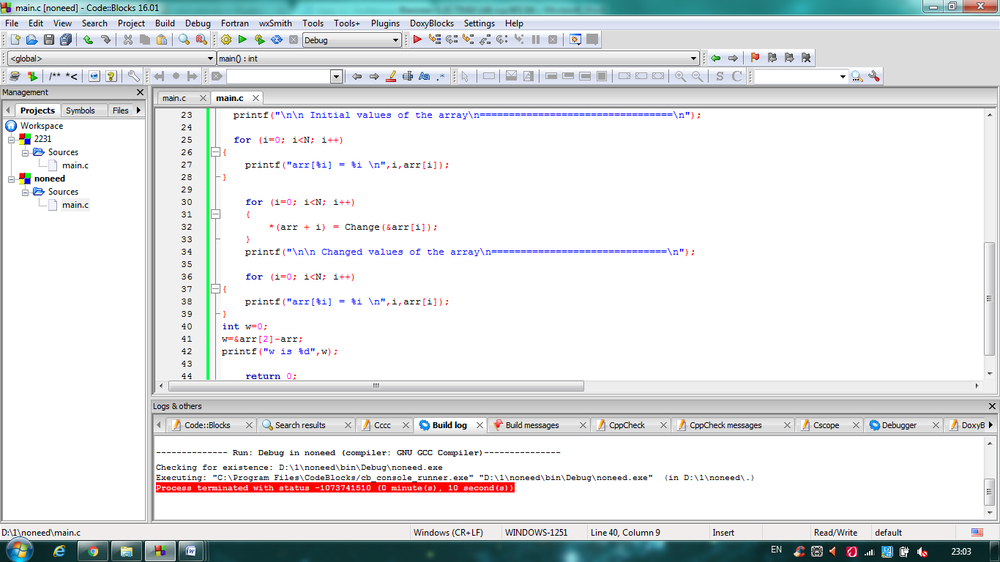 main.c [noneed] - Code::Blocks 16.01
File Edit View Search Project Build Debug Fortran wxSmith Tools Tools+ Plugins DoxyBlocks Settings Help
Debug
<global> main() : int
/** *< Aa .* S C
Management
Projects Symbols Files
Workspace
2231
Sources
main.c
noneed
Sources
main.c
main.c main.c
23 printf("\n\n Initial values of the array\n=================================\n");
24
25 for (i=0; i<N; i++)
26 {
27 printf("arr[%i] = %i \n",i,arr[i]);
28 }
29
30 for (i=0; i<N; i++)
31 {
32 *(arr + i) = Change(&arr[i]);
33 }
34 printf("\n\n Changed values of the array\n==============================\n");
35
36 for (i=0; i<N; i++)
37 {
38 printf("arr[%i] = %i \n",i,arr[i]);
39 }
40 int w=0;
41 w=&arr[2]-arr;
42 printf("w is %d",w);
43
44 return 0;
Logs & others
Code::Blocks Search results Cccc Build log Build messages CppCheck CppCheck messages Cscope Debugger DoxyB
-------------- Run: Debug in noneed (compiler: GNU GCC Compiler)---------------
Checking for existence: D:\1\noneed\bin\Debug\noneed.exe
Executing: "C:\Program Files\CodeBlocks/cb_console_runner.exe" "D:\1\noneed\bin\Debug\noneed.exe" (in D:\1\noneed\.)
Process terminated with status -1073741510 (0 minute(s), 10 second(s))
D:\1\noneed\main.c Windows (CR+LF) WINDOWS-1251 Line 40, Column 9 Insert Read/Write default
EN 23:03